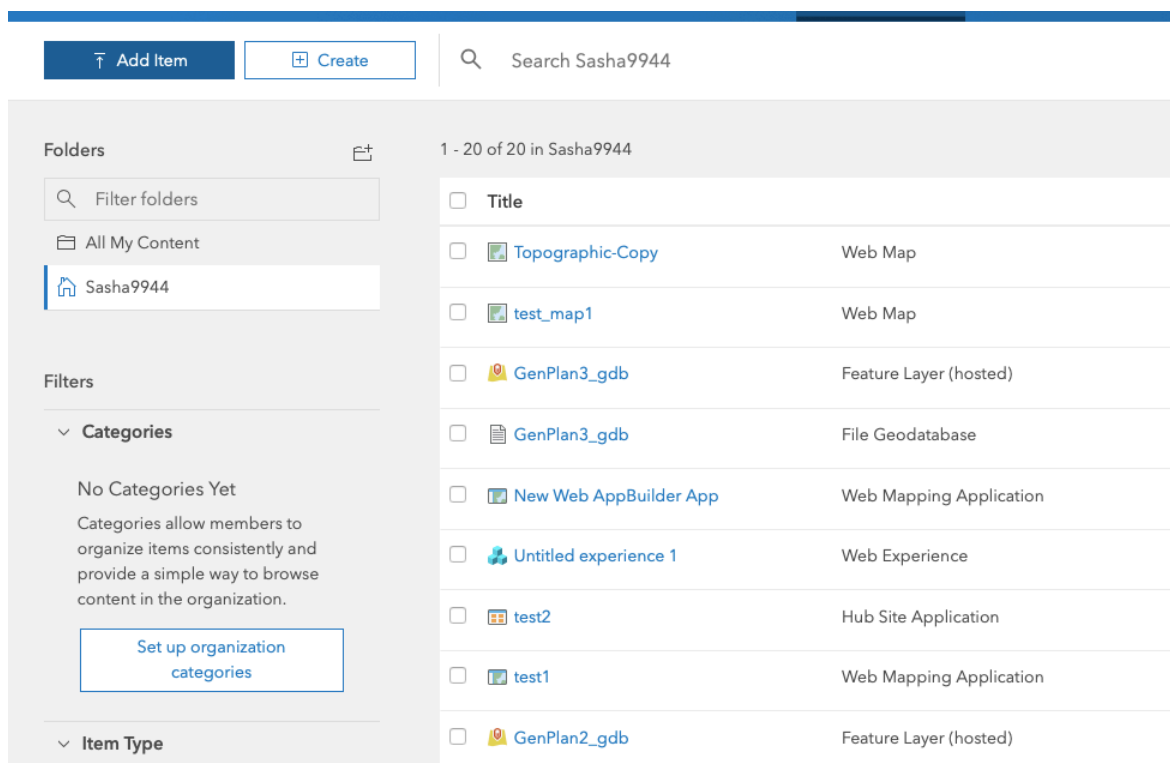 Add Item
Create
Search Sasha9944
Folders
Filter folders
All My Content
Sasha9944
Filters
Categories
No Categories Yet
Categories allow members to
organize items consistently and
provide a simple way to browse
content in the organization.
Set up organization
categories
Item Type
1 - 20 of 20 in Sasha9944
Title
Topographic-Copy Web Map
test_map1 Web Map
GenPlan3_gdb Feature Layer (hosted)
GenPlan3_gdb File Geodatabase
New Web AppBuilder App Web Mapping Application
Untitled experience 1 Web Experience
test2 Hub Site Application
test1 Web Mapping Application
GenPlan2_gdb Feature Layer (hosted)